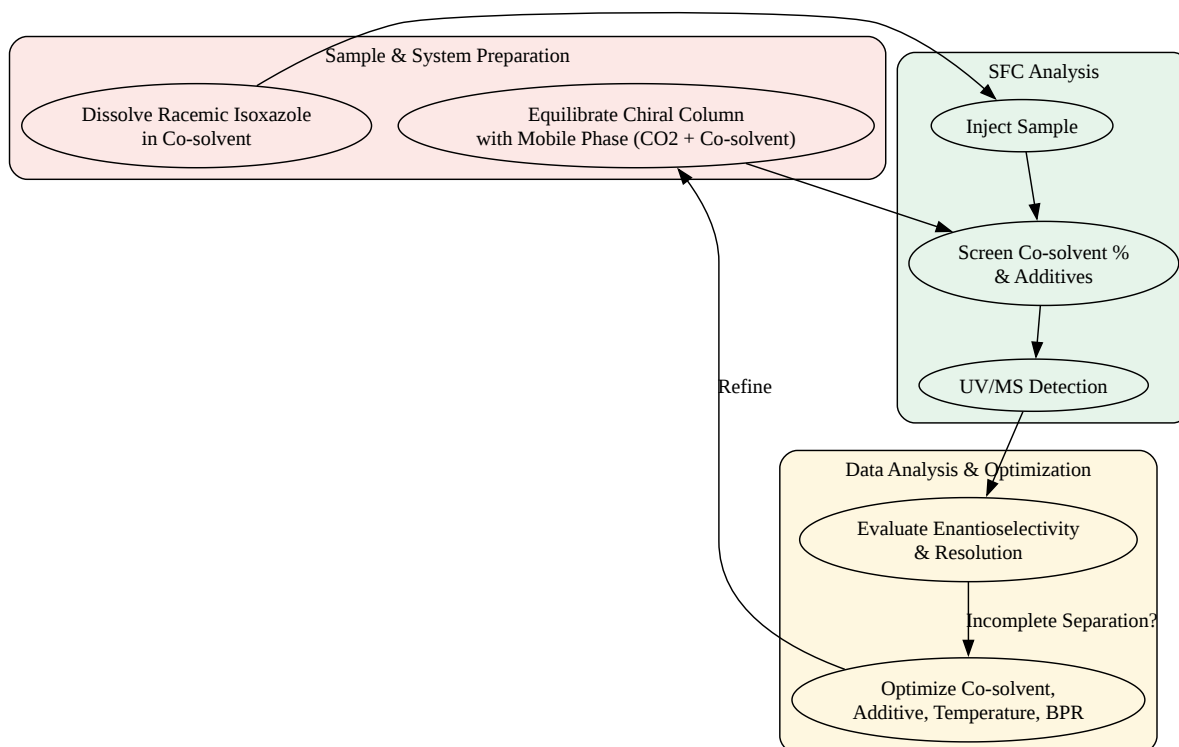 Sample & System Preparation
Dissolve Racemic Isoxazole
in Co-solvent
Equilibrate Chiral Column
with Mobile Phase (CO2 + Co-solvent)
SFC Analysis
Inject Sample
Screen Co-solvent %
& Additives
UV/MS Detection
Refine
Data Analysis & Optimization
Evaluate Enantioselectivity
& Resolution
Incomplete Separation?
Optimize Co-solvent,
Additive, Temperature, BPR